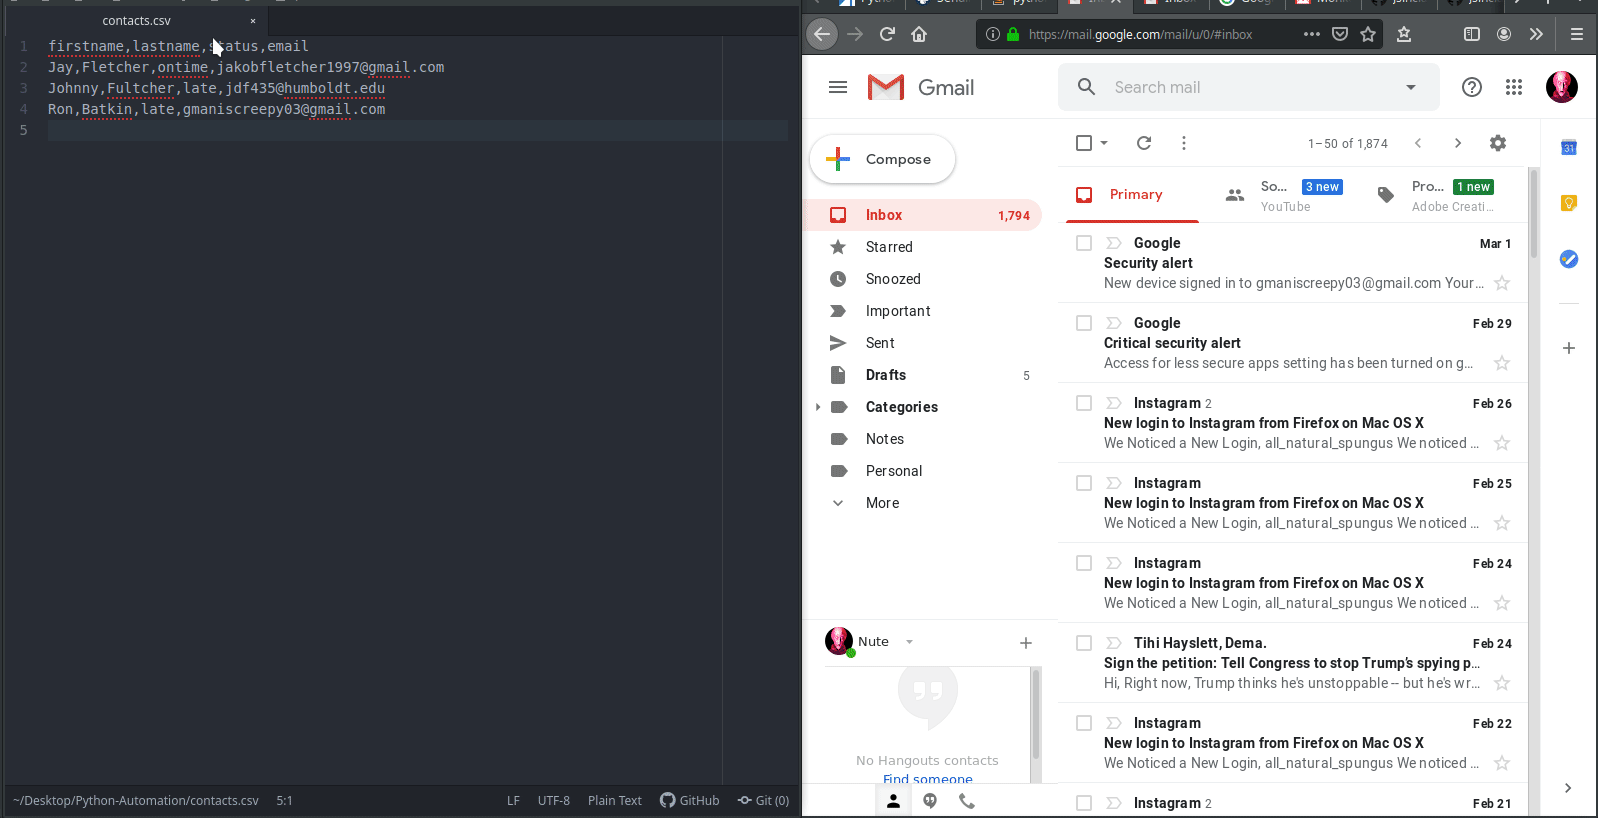 contacts.csv ×
1 firstname,lastname,status,email
2 Jay,Fletcher,ontime,jakobfletcher1997@gmail.com
3 Johnny,Fultcher,late,jdf435@humboldt.edu
4 Ron,Batkin,late,gmaniscreepy03@gmail.com
5
~/Desktop/Python-Automation/contacts.csv 5:1 LF UTF-8 Plain Text GitHub Git (0)
https://mail.google.com/mail/u/0/#inbox
Gmail
Search mail
Compose
Inbox 1,794
Starred
Snoozed
Important
Sent
Drafts 5
Categories
Notes
Personal
More
Nute
No Hangouts contacts
Find someone
1–50 of 1,874
Primary
So... 3 new
YouTube
Pro... 1 new
Adobe Creati...
Google Mar 1
Security alert
New device signed in to gmaniscreepy03@gmail.com Your...
Google Feb 29
Critical security alert
Access for less secure apps setting has been turned on g...
Instagram 2 Feb 26
New login to Instagram from Firefox on Mac OS X
We Noticed a New Login, all_natural_spungus We noticed ...
Instagram Feb 25
New login to Instagram from Firefox on Mac OS X
We Noticed a New Login, all_natural_spungus We noticed ...
Instagram Feb 24
New login to Instagram from Firefox on Mac OS X
We Noticed a New Login, all_natural_spungus We noticed ...
Tihi Hayslett, Dema. Feb 24
Sign the petition: Tell Congress to stop Trump's spying p...
Hi, Right now, Trump thinks he's unstoppable -- but he's wr...
Instagram Feb 22
New login to Instagram from Firefox on Mac OS X
We Noticed a New Login, all_natural_spungus We noticed ...
Instagram 2 Feb 21
31